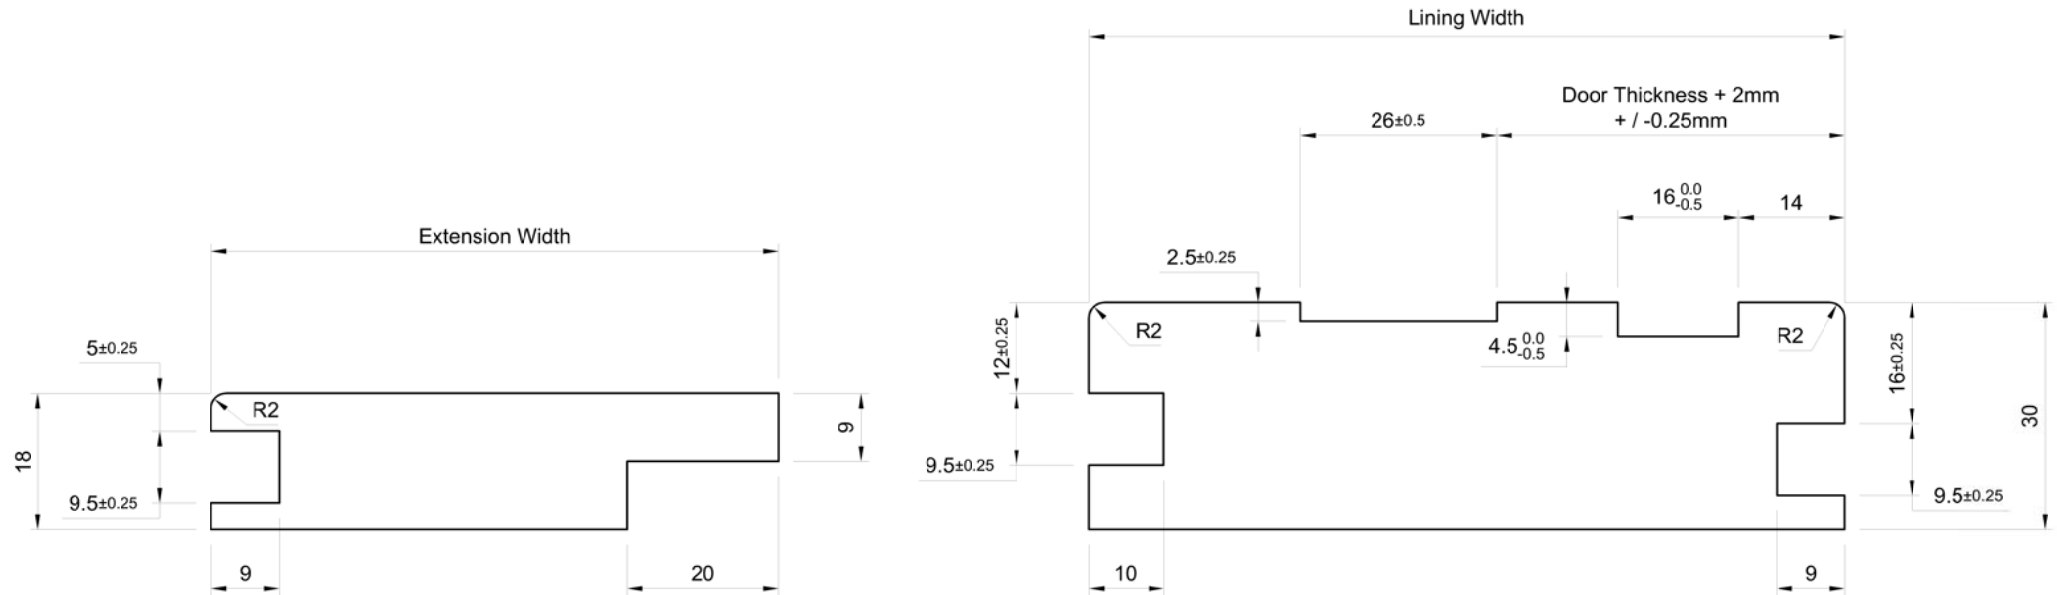 Lining Width
Door Thickness + 2mm
+ / -0.25mm
26±0.5
16 0.0 -0.5
14
Extension Width
2.5±0.25
R2
4.5 0.0 -0.5
R2
12±0.25
16±0.25
5±0.25
R2
9
30
18
9.5±0.25
9.5±0.25
9.5±0.25
9
20
10
9